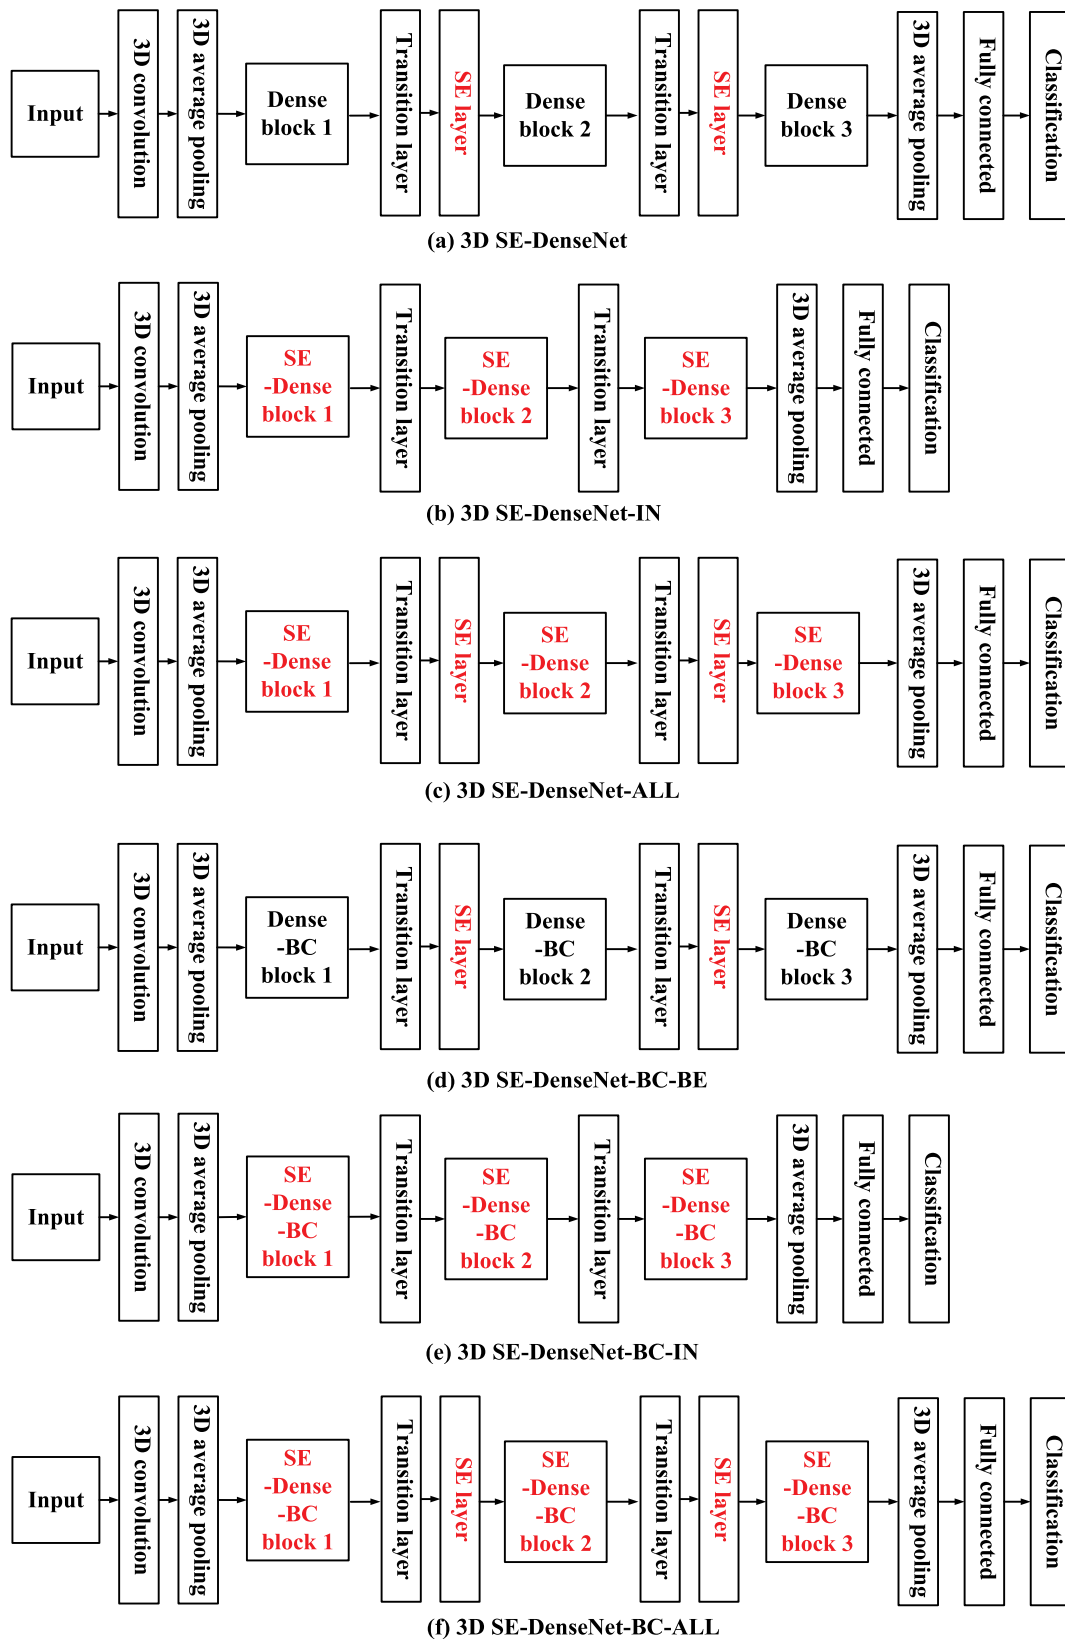 Input
3D convolution
3D average pooling
Dense
block 1
Transition layer
SE layer
Dense
block 2
Transition layer
SE layer
Dense
block 3
3D average pooling
Fully connected
Classification
(a) 3D SE-DenseNet
Input
3D convolution
3D average pooling
SE
-Dense
block 1
Transition layer
SE
-Dense
block 2
Transition layer
SE
-Dense
block 3
3D average pooling
Fully connected
Classification
(b) 3D SE-DenseNet-IN
Input
3D convolution
3D average pooling
SE
-Dense
block 1
Transition layer
SE layer
SE
-Dense
block 2
Transition layer
SE layer
SE
-Dense
block 3
3D average pooling
Fully connected
Classification
(c) 3D SE-DenseNet-ALL
Input
3D convolution
3D average pooling
Dense
-BC
block 1
Transition layer
SE layer
Dense
-BC
block 2
Transition layer
SE layer
Dense
-BC
block 3
3D average pooling
Fully connected
Classification
(d) 3D SE-DenseNet-BC-BE
Input
3D convolution
3D average pooling
SE
-Dense
-BC
block 1
Transition layer
SE
-Dense
-BC
block 2
Transition layer
SE
-Dense
-BC
block 3
3D average pooling
Fully connected
Classification
(e) 3D SE-DenseNet-BC-IN
Input
3D convolution
3D average pooling
SE
-Dense
-BC
block 1
Transition layer
SE layer
SE
-Dense
-BC
block 2
Transition layer
SE layer
SE
-Dense
-BC
block 3
3D average pooling
Fully connected
Classification
(f) 3D SE-DenseNet-BC-ALL